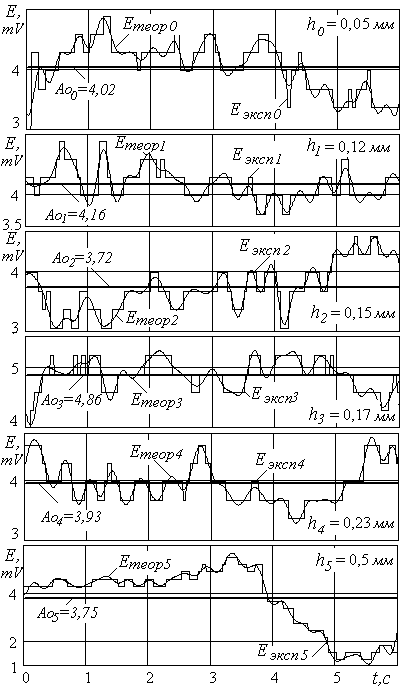 E,
mV
4
3
Eтеор0
Ao₀=4,02
Eэксп0
h₀ = 0,05 мм
E,
mV
4
3.5
Eтеор1
Eэксп1
h₁ = 0,12 мм
Ao₁=4,16
E,
mV
4
3
Ao₂=3,72
Eэксп2
Eтеор2
h₂ = 0,15 мм
E,
mV
5
4
Ao₃=4,86
Eтеор3
Eэксп3
h₃ = 0,17 мм
E,
mV
4
3
Eтеор4
Eэксп4
Ao₄=3,93
h₄ = 0,23 мм
E,
mV
4
2
1
Eтеор5
h₅ = 0,5 мм
Ao₅=3,75
Eэксп5
0 1 2 3 4 5 t,с